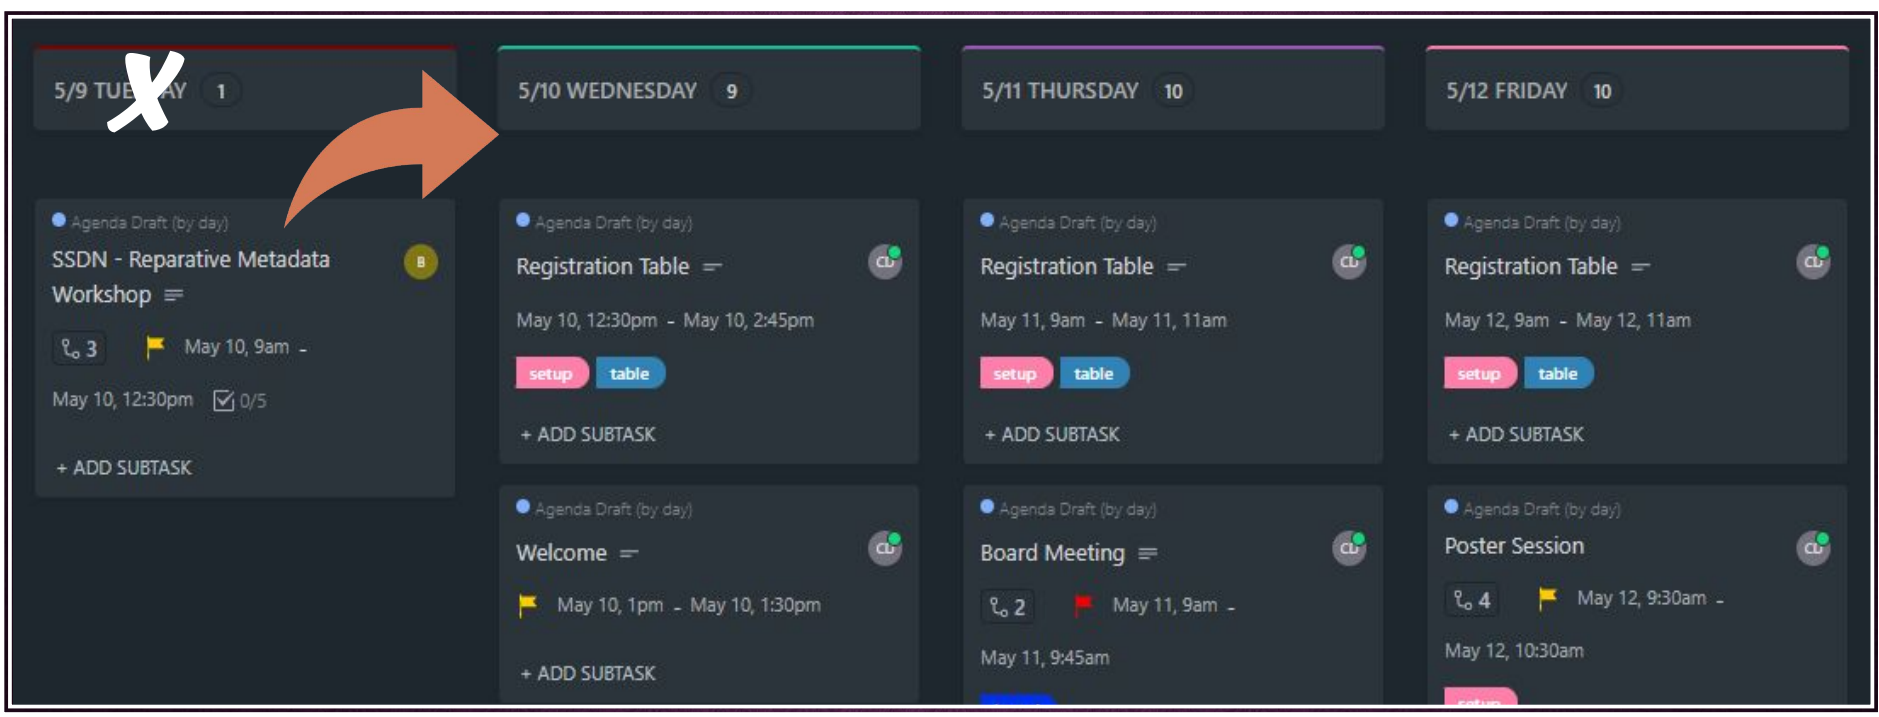 5/9 TUESDAY 1
SSDN - Reparative Metadata
Workshop
3 May 10, 9am -
May 10, 12:30pm 0/5
+ ADD SUBTASK
Agenda Draft (by day)
B
5/10 WEDNESDAY 9
Agenda Draft (by day)
Registration Table
CD
May 10, 12:30pm - May 10, 2:45pm
setup table
+ ADD SUBTASK
Agenda Draft (by day)
Welcome
CD
May 10, 1pm - May 10, 1:30pm
+ ADD SUBTASK
5/11 THURSDAY 10
Agenda Draft (by day)
Registration Table
CD
May 11, 9am - May 11, 11am
setup table
+ ADD SUBTASK
Agenda Draft (by day)
Board Meeting
CD
2 May 11, 9am -
May 11, 9:45am
5/12 FRIDAY 10
Agenda Draft (by day)
Registration Table
CD
May 12, 9am - May 12, 11am
setup table
+ ADD SUBTASK
Agenda Draft (by day)
Poster Session
CD
4 May 12, 9:30am -
May 12, 10:30am
setup